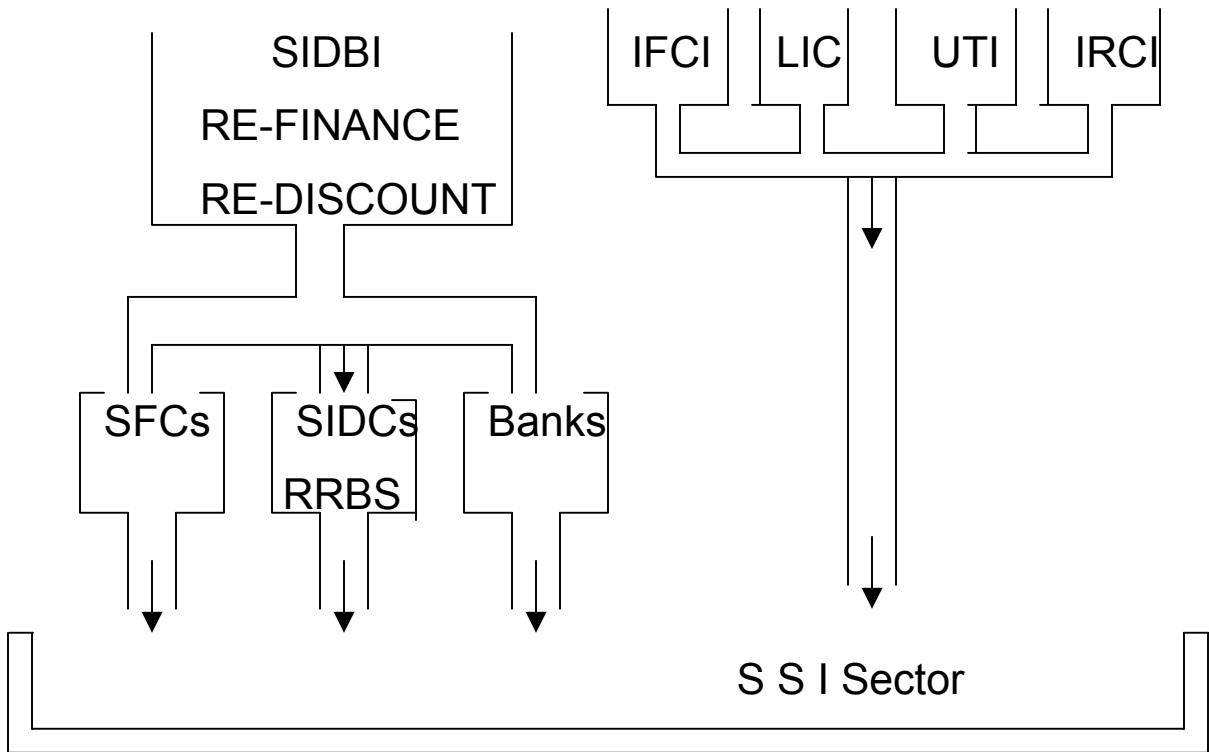 SIDBI
RE-FINANCE
RE-DISCOUNT
IFCI
LIC
UTI
IRCI
SFCs
SIDCs
RRBS
Banks
S S I Sector